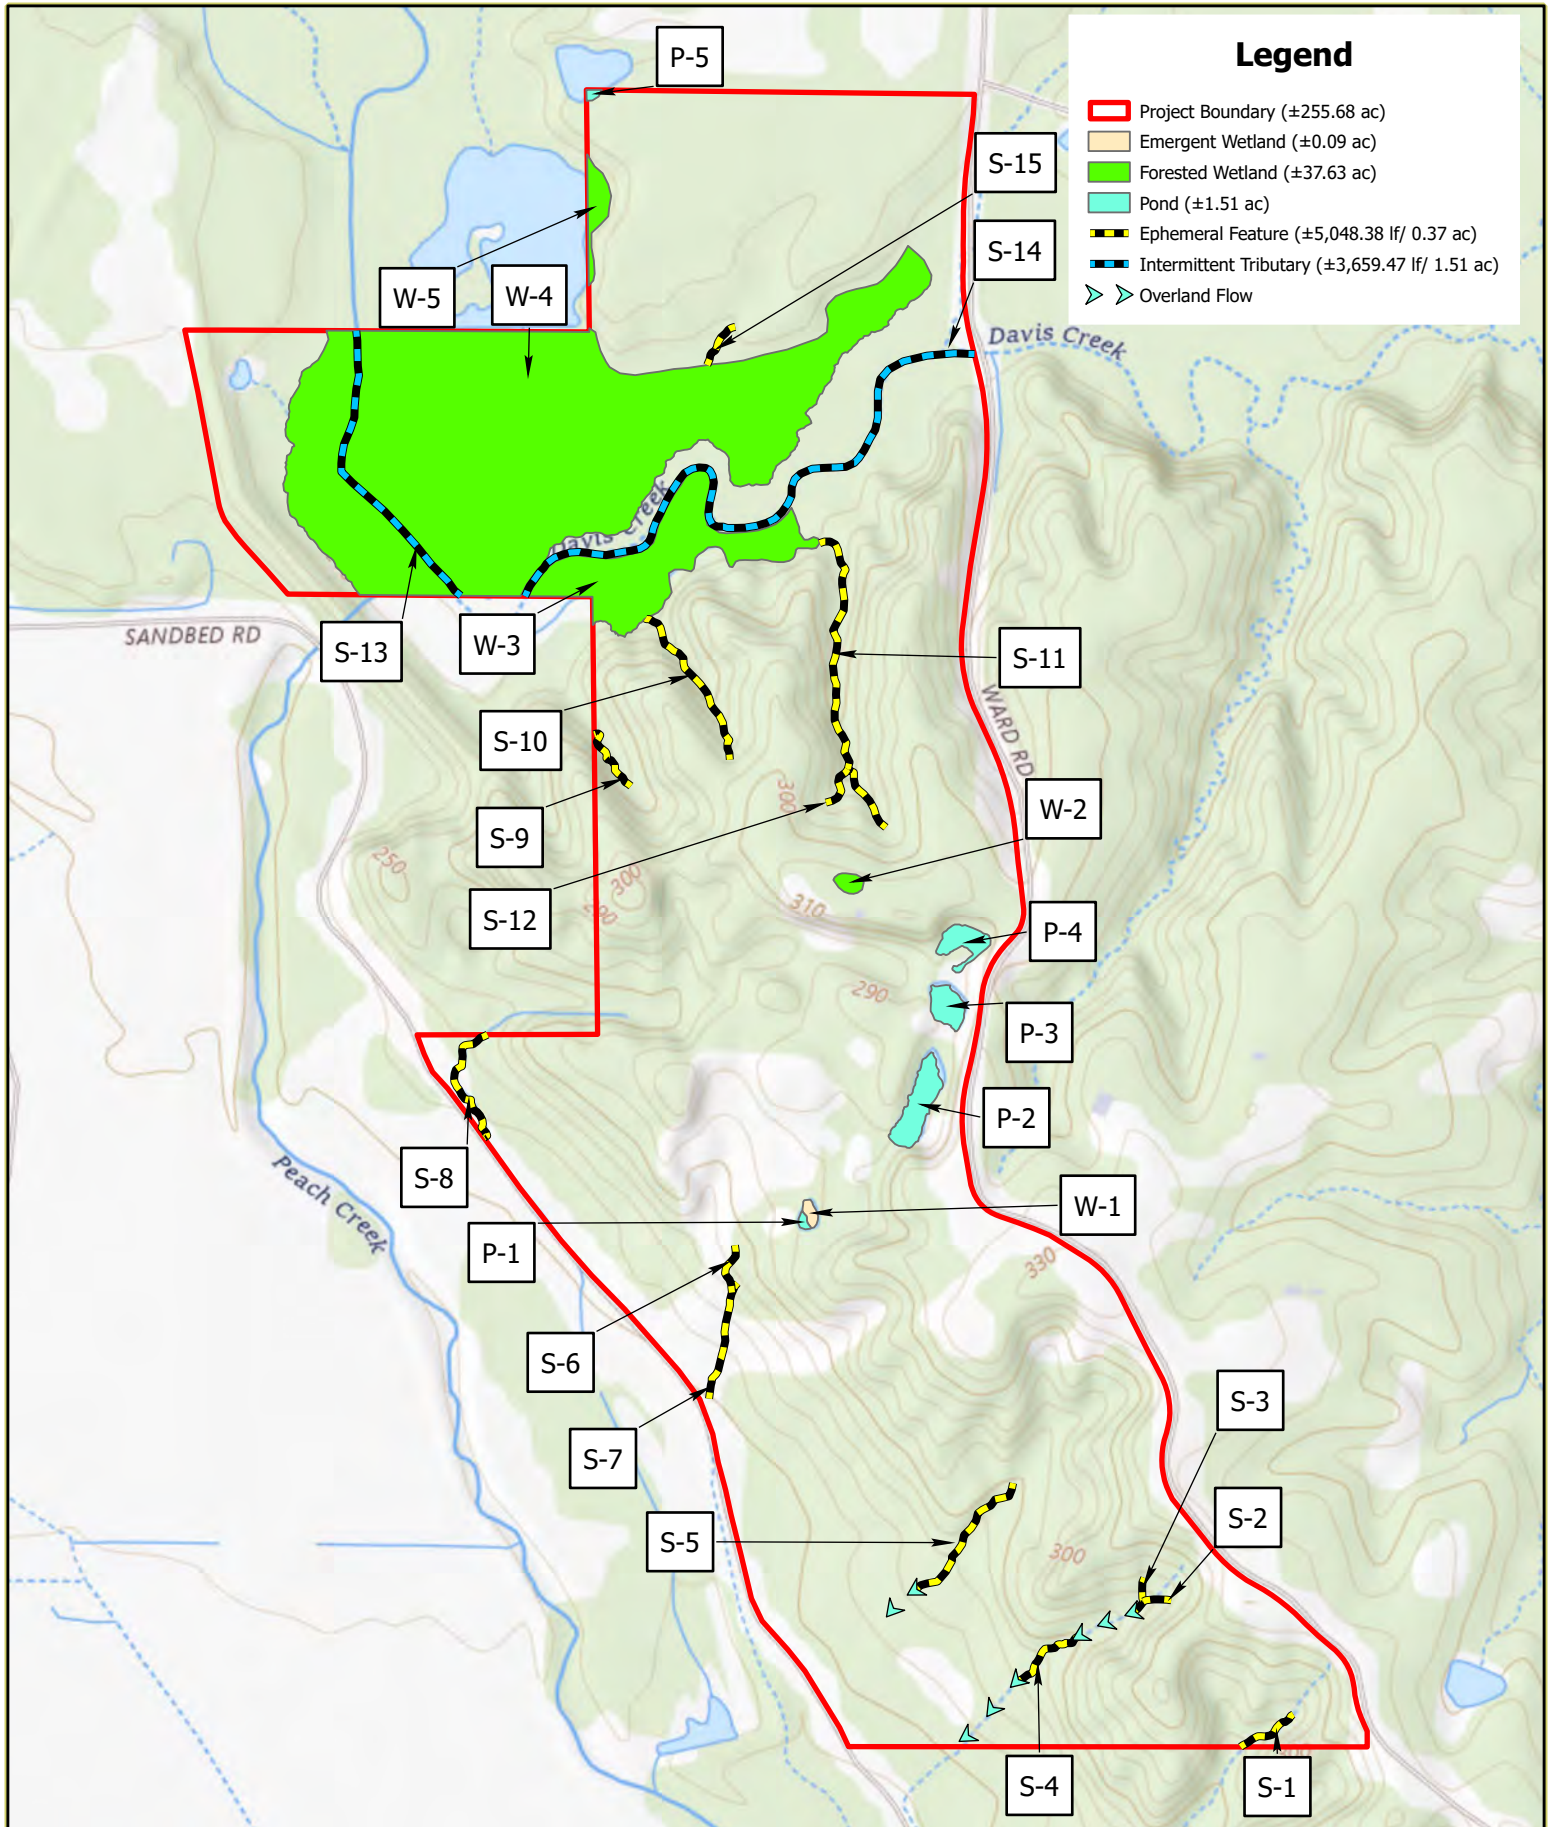 Legend
Project Boundary (±255.68 ac)
Emergent Wetland (±0.09 ac)
Forested Wetland (±37.63 ac)
Pond (±1.51 ac)
Ephemeral Feature (±5,048.38 lf/ 0.37 ac)
Intermittent Tributary (±3,659.47 lf/ 1.51 ac)
Overland Flow
P-5
S-15
S-14
W-5
W-4
Davis Creek
Davis Creek
SANDBED RD
S-13
W-3
S-11
WARD RD
S-10
S-9
300
W-2
250
300
S-12
310
P-4
290
P-3
P-2
S-8
Peach Creek
W-1
P-1
330
S-6
S-3
S-7
S-2
S-5
300
S-4
S-1